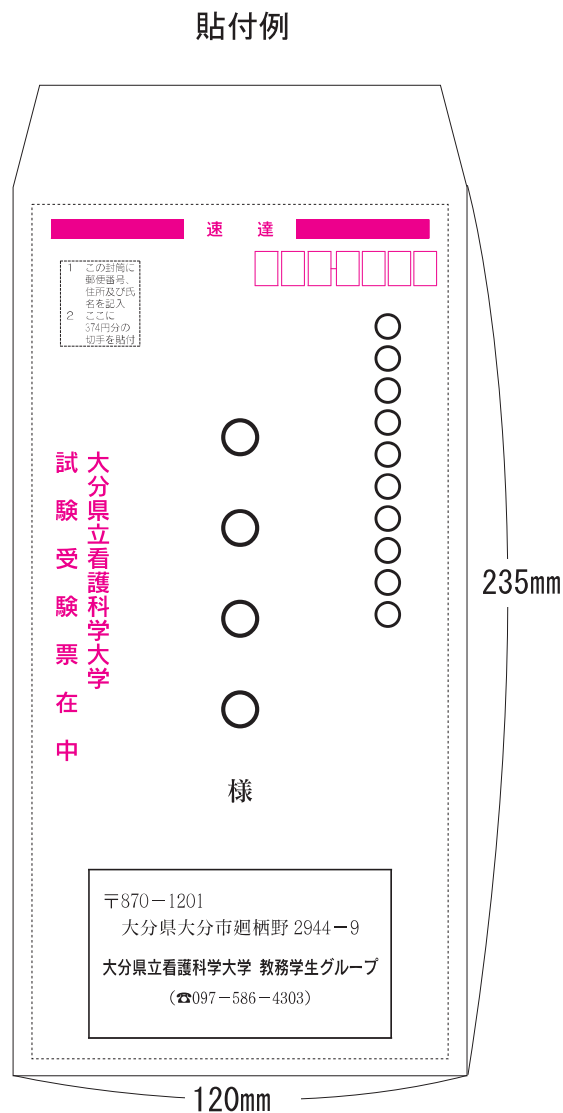 貼付例
速 達
1 この封筒に
郵便番号、
住所及び氏
名を記入
2 ここに
374円分の
切手を貼付
大分県立看護科学大学
試験受験票在中
様
〒870－1201
大分県大分市廻栖野 2944－9
大分県立看護科学大学 教務学生グループ
（☎097－586－4303）
235mm
120mm